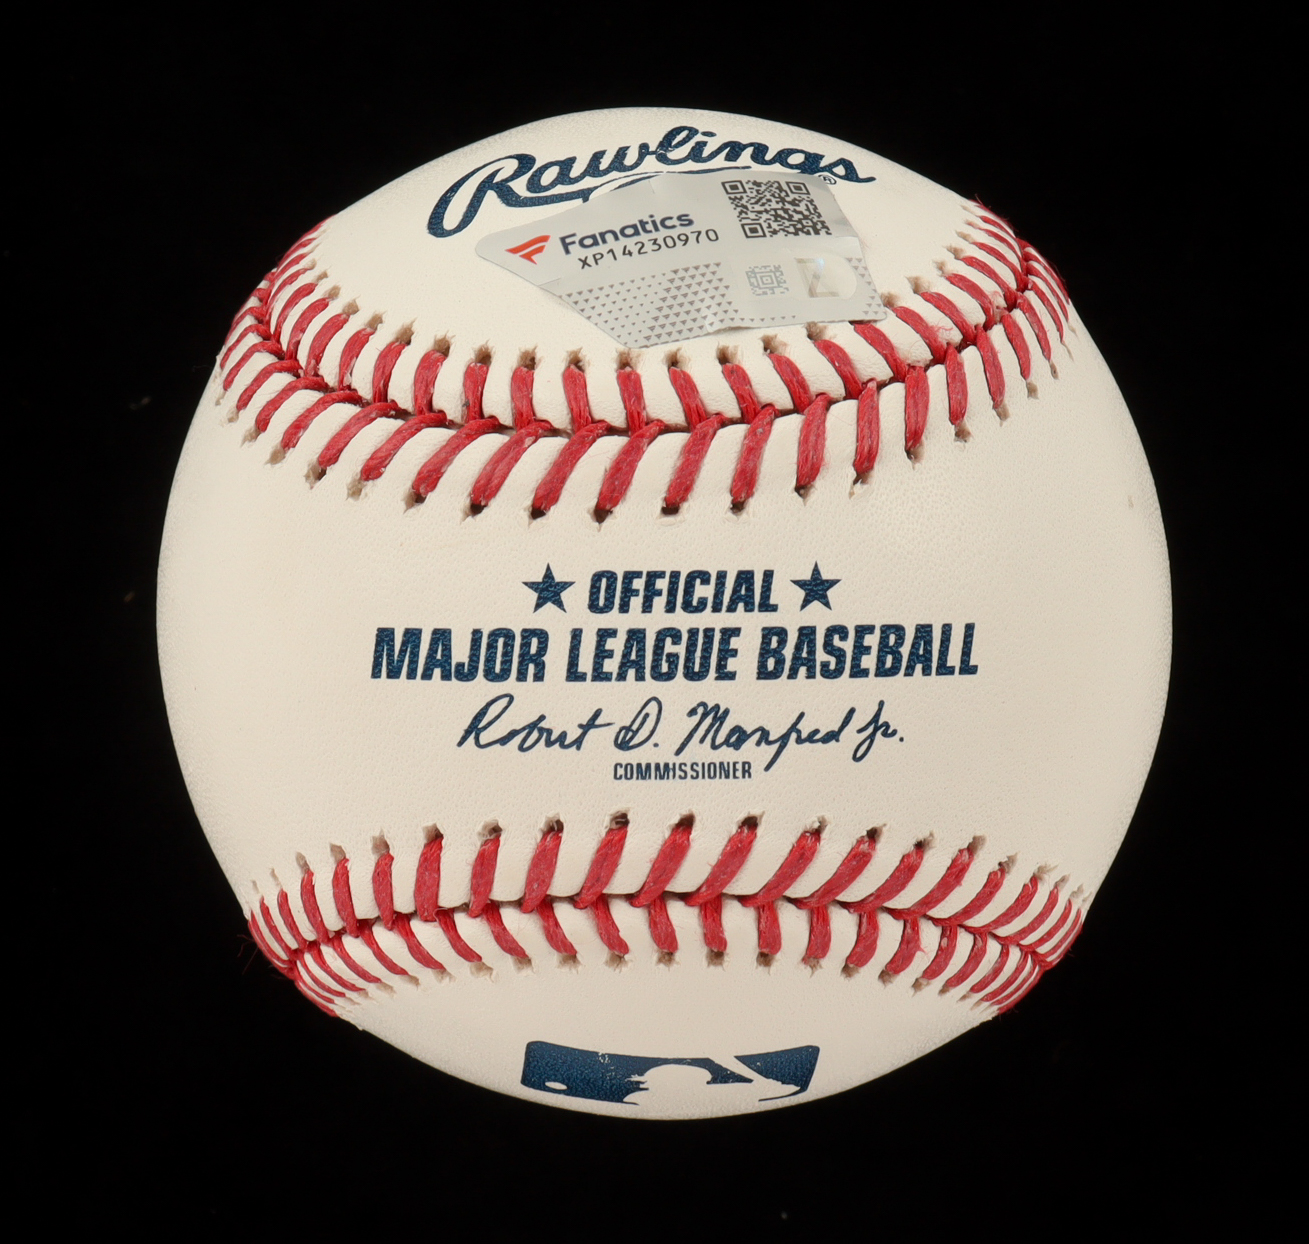 Rawlings®
Fanatics
XP14230970
★ OFFICIAL ★
MAJOR LEAGUE BASEBALL
Robert D. Manfred Jr.
COMMISSIONER